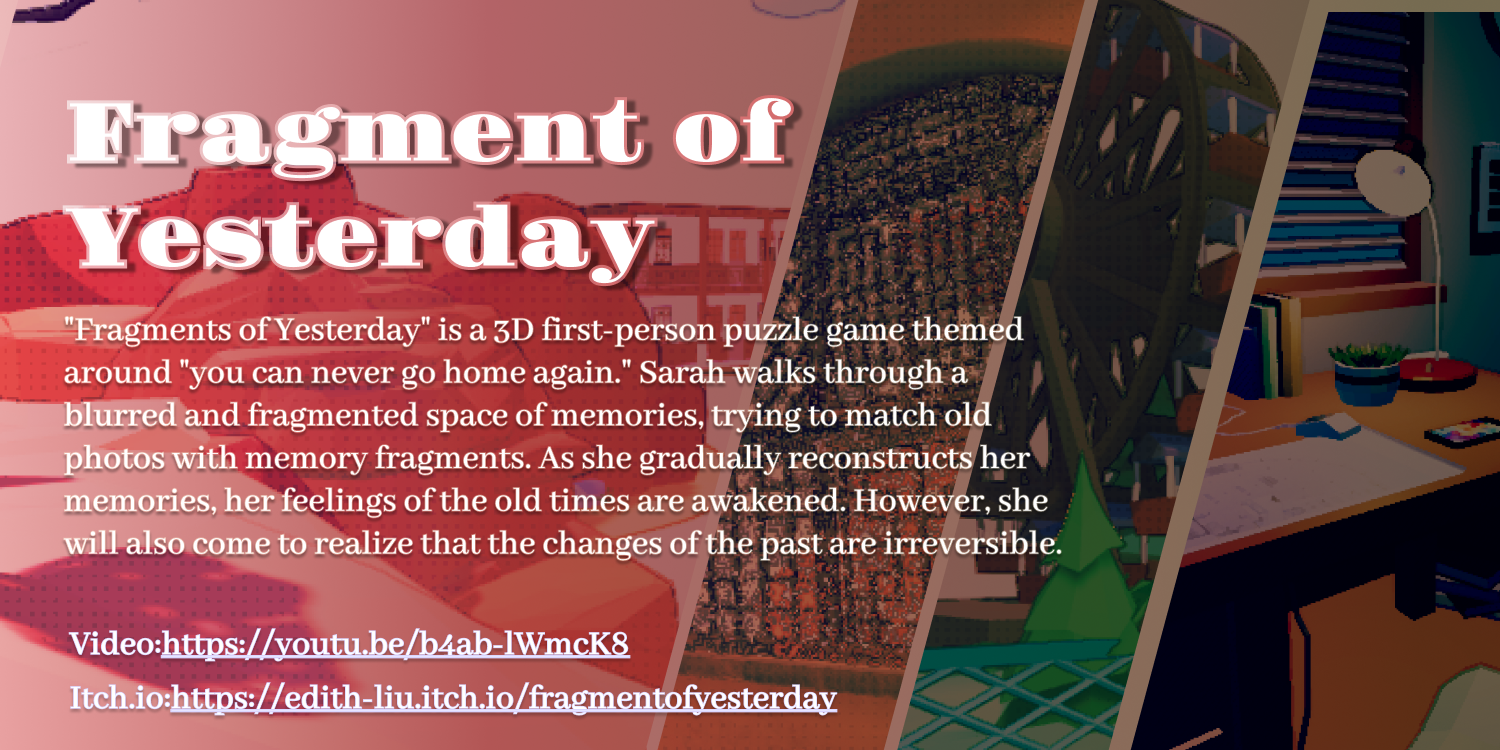 Fragment of
Yesterday
"Fragments of Yesterday" is a 3D first-person puzzle game themed
around "you can never go home again." Sarah walks through a
blurred and fragmented space of memories, trying to match old
photos with memory fragments. As she gradually reconstructs her
memories, her feelings of the old times are awakened. However, she
will also come to realize that the changes of the past are irreversible.
Video:https://youtu.be/b4ab-lWmcK8
Itch.io:https://edith-liu.itch.io/fragmentofyesterday